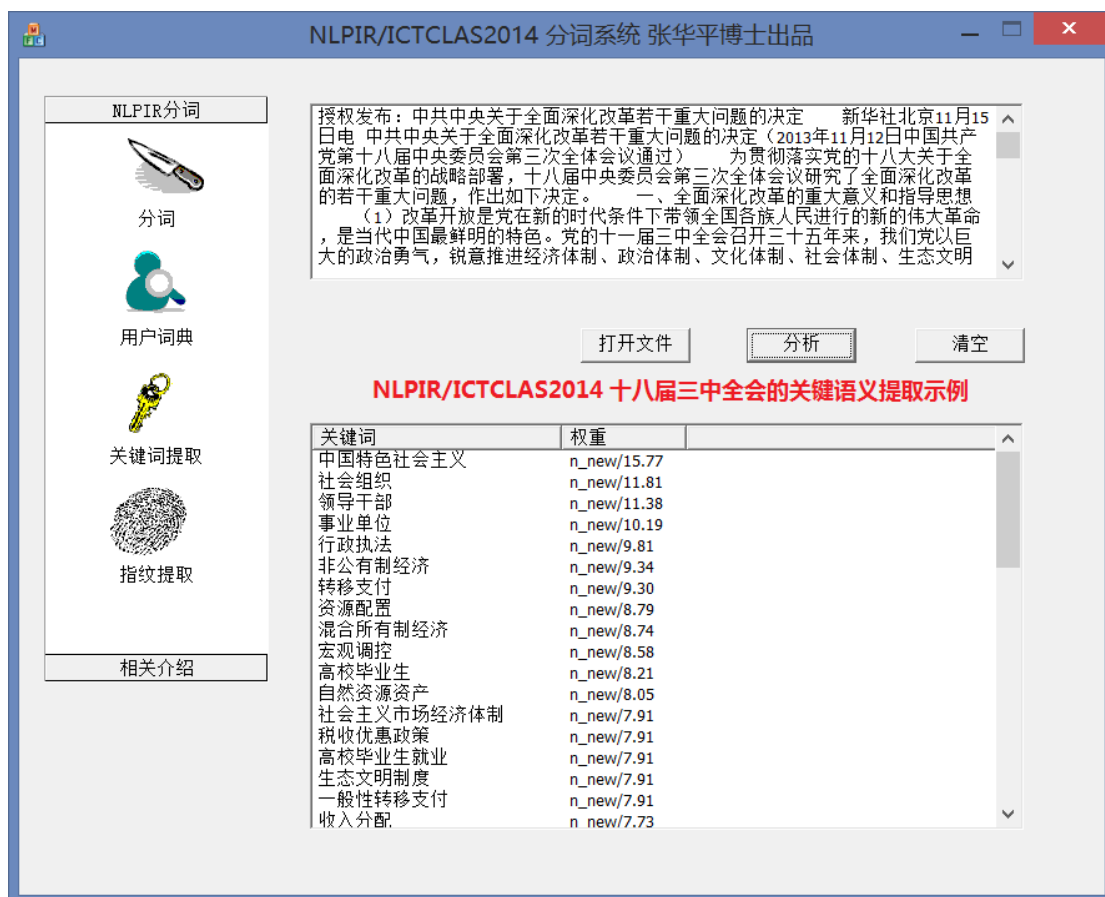 NLPIR/ICTCLAS2014 分词系统 张华平博士出品
NLPIR分词
分词
用户词典
关键词提取
指纹提取
相关介绍
授权发布：中共中央关于全面深化改革若干重大问题的决定 新华社北京11月15
日电 中共中央关于全面深化改革若干重大问题的决定（2013年11月12日中国共产
党第十八届中央委员会第三次全体会议通过） 为贯彻落实党的十八大关于全
面深化改革的战略部署，十八届中央委员会第三次全体会议研究了全面深化改革
的若干重大问题，作出如下决定。 一、全面深化改革的重大意义和指导思想
（1）改革开放是党在新的时代条件下带领全国各族人民进行的新的伟大革命
，是当代中国最鲜明的特色。党的十一届三中全会召开三十五年来，我们党以巨
大的政治勇气，锐意推进经济体制、政治体制、文化体制、社会体制、生态文明
打开文件 分析 清空
NLPIR/ICTCLAS2014 十八届三中全会的关键语义提取示例
关键词 权重
中国特色社会主义 n_new/15.77
社会组织 n_new/11.81
领导干部 n_new/11.38
事业单位 n_new/10.19
行政执法 n_new/9.81
非公有制经济 n_new/9.34
转移支付 n_new/9.30
资源配置 n_new/8.79
混合所有制经济 n_new/8.74
宏观调控 n_new/8.58
高校毕业生 n_new/8.21
自然资源资产 n_new/8.05
社会主义市场经济体制 n_new/7.91
税收优惠政策 n_new/7.91
高校毕业生就业 n_new/7.91
生态文明制度 n_new/7.91
一般性转移支付 n_new/7.91
收入分配 n_new/7.73